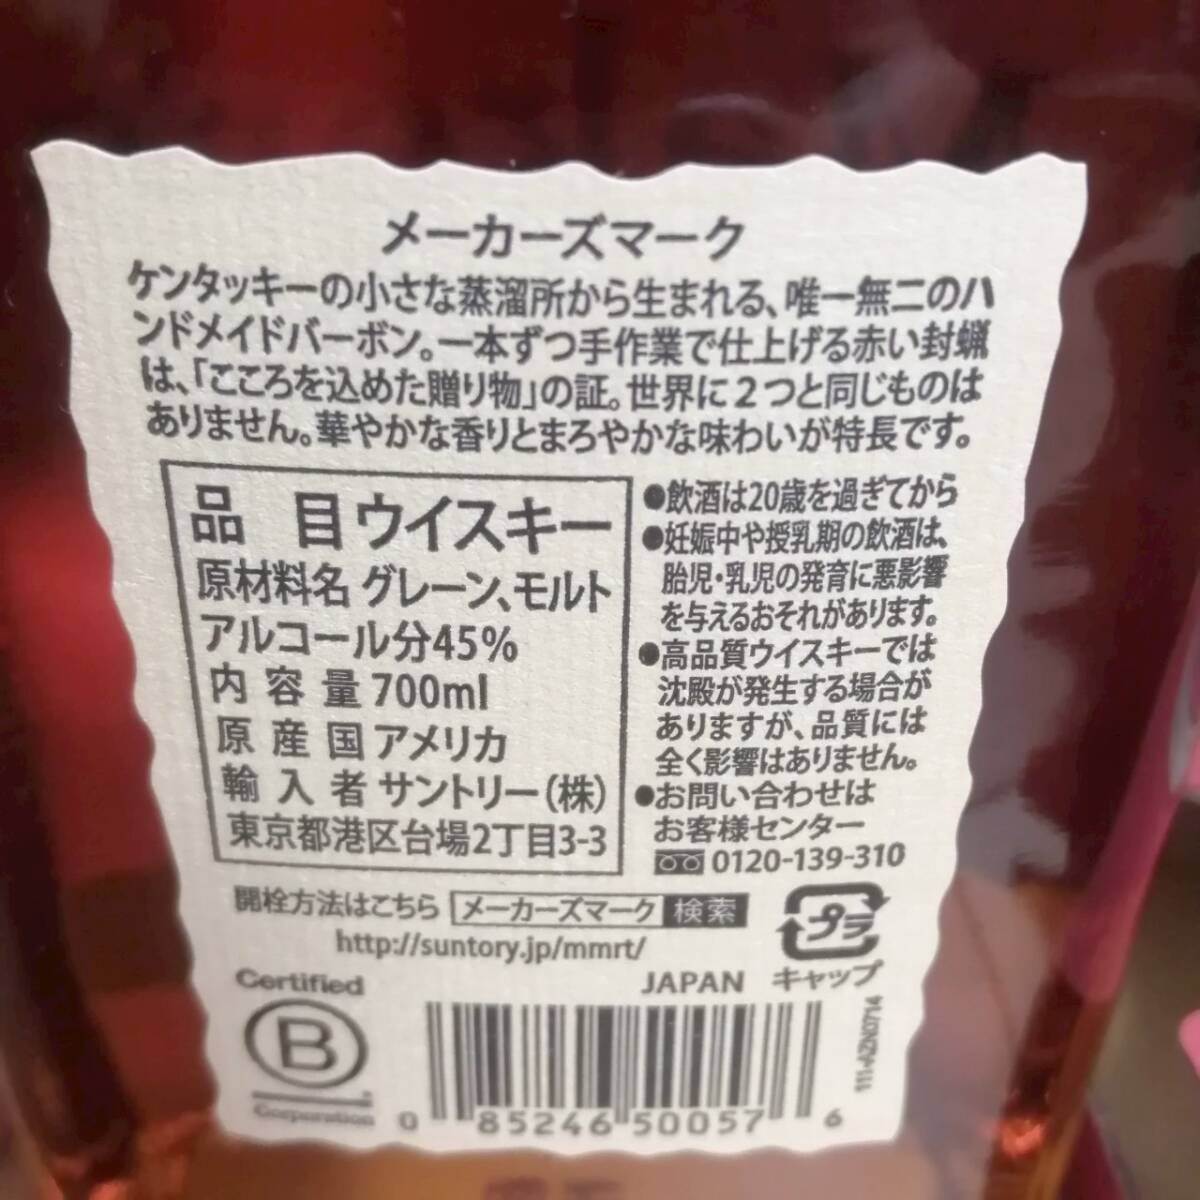 メーカーズマーク
ケンタッキーの小さな蒸溜所から生まれる、唯一無二のハ
ンドメイドバーボン。一本ずつ手作業で仕上げる赤い封蝋
は、「こころを込めた贈り物」の証。世界に2つと同じものは
ありません。華やかな香りとまろやかな味わいが特長です。
品 目 ウイスキー
原材料名 グレーン、モルト
アルコール分45%
内容量 700ml
原産国 アメリカ
輸入者 サントリー(株)
東京都港区台場2丁目3-3
●飲酒は20歳を過ぎてから
●妊娠中や授乳期の飲酒は、
胎児・乳児の発育に悪影響
を与えるおそれがあります。
●高品質ウイスキーでは
沈殿が発生する場合が
ありますが、品質には
全く影響はありません。
●お問い合わせは
お客様センター
0120-139-310
開栓方法はこちら メーカーズマーク 検索
http://suntory.jp/mmrt/
プラ
キャップ
JAPAN
Certified
B
Corporation
0 85246 50057 6
111-AZN0714